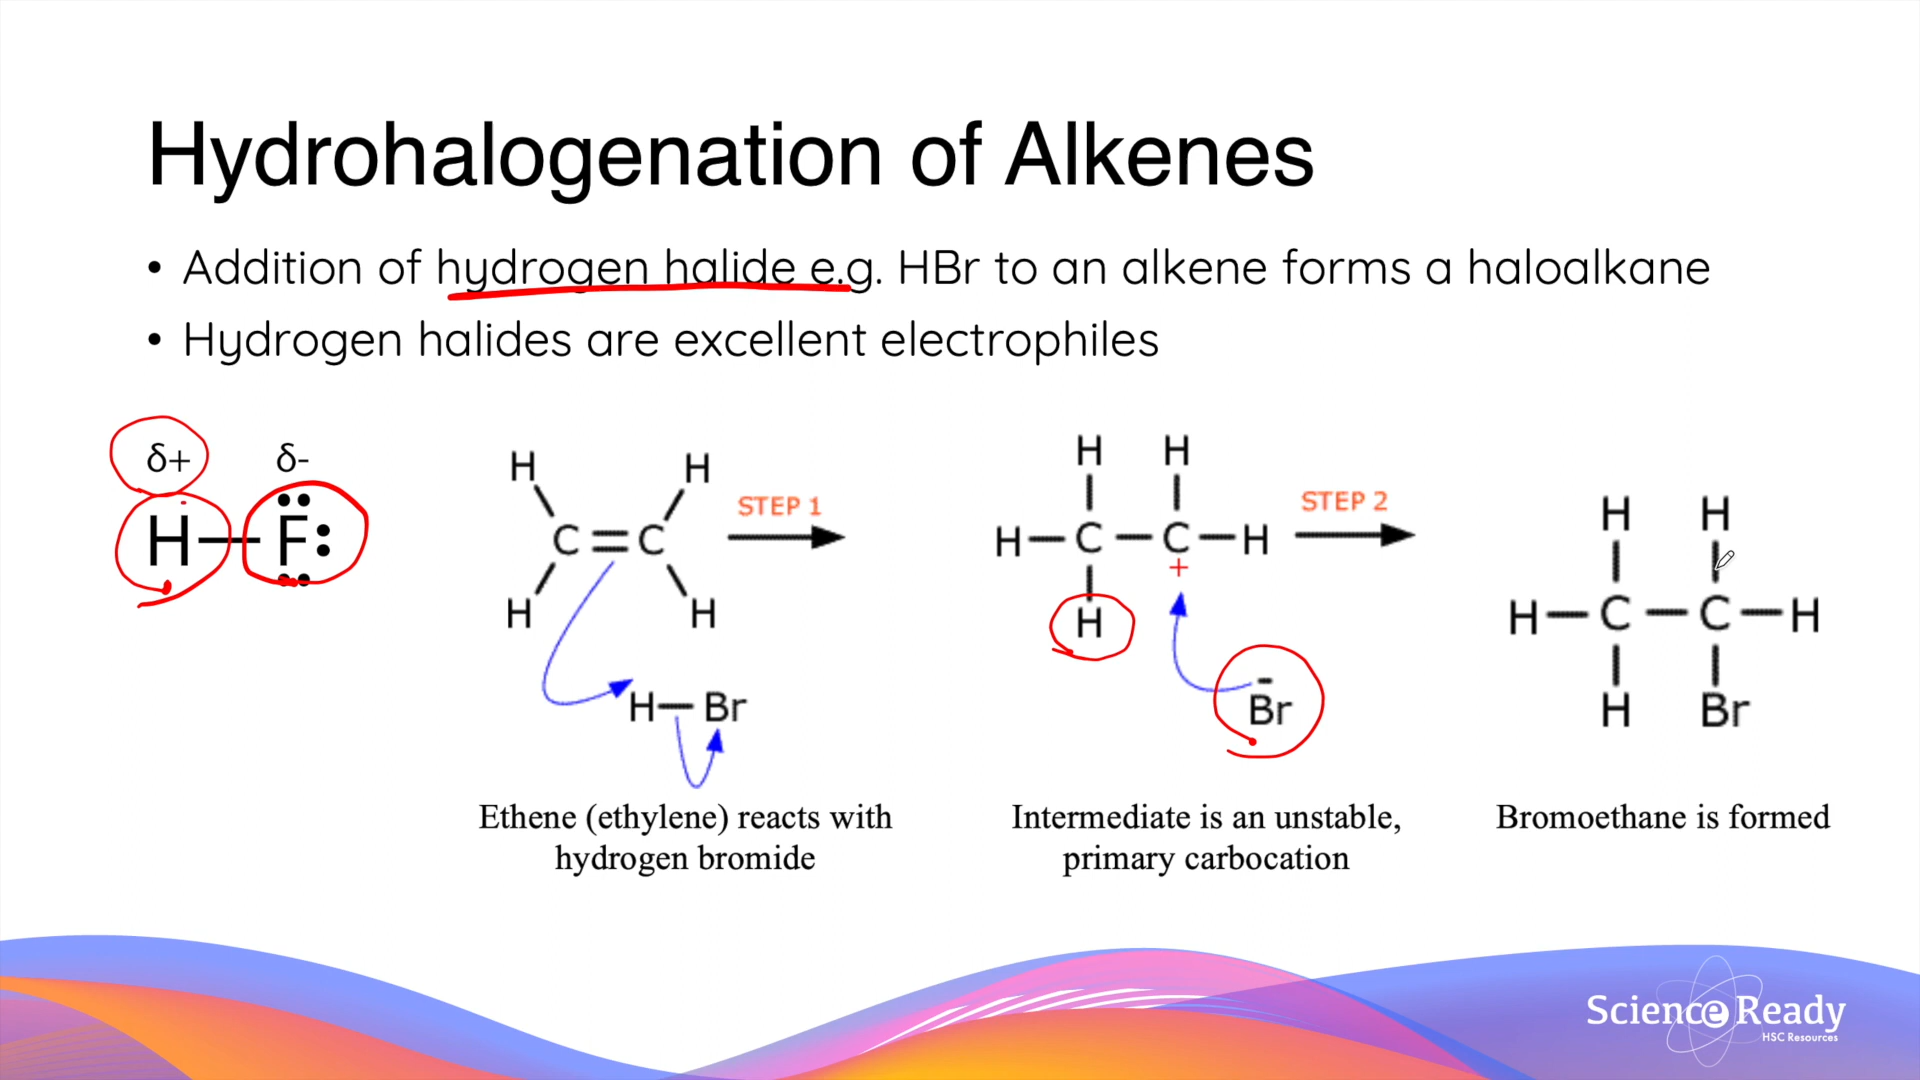 Hydrohalogenation of Alkenes
• Addition of hydrogen halide e.g. HBr to an alkene forms a haloalkane
• Hydrogen halides are excellent electrophiles
δ+ δ-
H—F
H H
C=C
H H
H—Br
STEP 1
H H
H—C—C—H
+
H
Br
-
STEP 2
H H
H—C—C—H
H Br
Ethene (ethylene) reacts with
hydrogen bromide
Intermediate is an unstable,
primary carbocation
Bromoethane is formed
Science Ready
HSC Resources